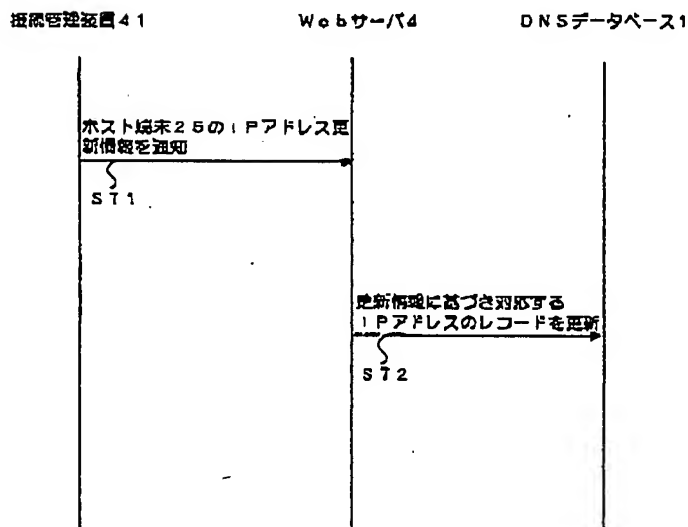 接続管理装置41
Webサーバ4
DNSデータベース1
ホスト端末25のIPアドレス更
新情報を通知
S71
更新情報に基づき対応する
IPアドレスのレコードを更新
S72